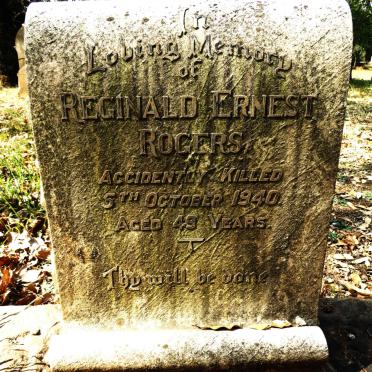 In
Loving Memory
of
REGINALD ERNEST
ROGERS
ACCIDENTLY KILLED
5TH OCTOBER 1940.
AGED 49 YEARS.
Thy will be done